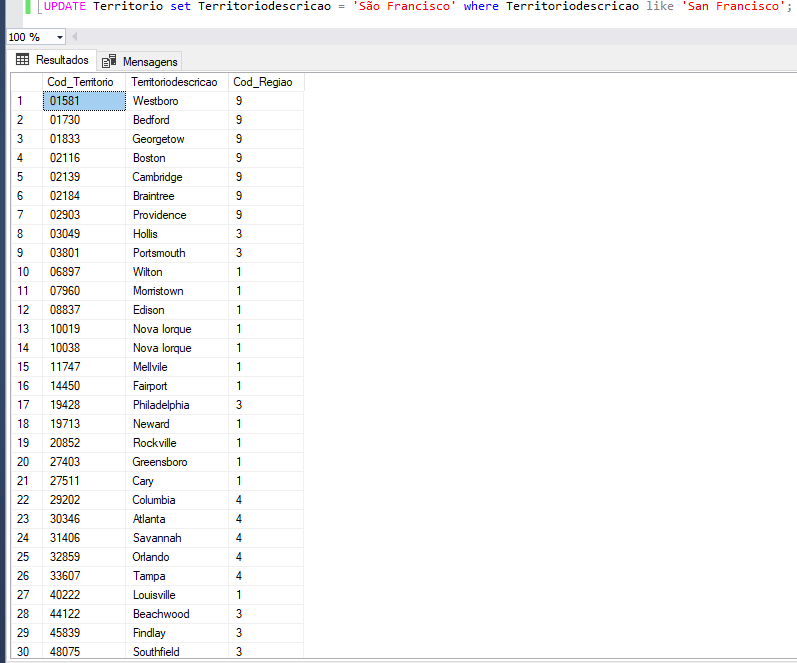 UPDATE Territorio set Territoriodescricao = 'São Francisco' where Territoriodescricao like 'San Francisco';
100 %
Resultados Mensagens
Cod_Territorio Territoriodescricao Cod_Regiao
1 01581 Westboro 9
2 01730 Bedford 9
3 01833 Georgetow 9
4 02116 Boston 9
5 02139 Cambridge 9
6 02184 Braintree 9
7 02903 Providence 9
8 03049 Hollis 3
9 03801 Portsmouth 3
10 06897 Wilton 1
11 07960 Morristown 1
12 08837 Edison 1
13 10019 Nova Iorque 1
14 10038 Nova Iorque 1
15 11747 Mellvile 1
16 14450 Fairport 1
17 19428 Philadelphia 3
18 19713 Neward 1
19 20852 Rockville 1
20 27403 Greensboro 1
21 27511 Cary 1
22 29202 Columbia 4
23 30346 Atlanta 4
24 31406 Savannah 4
25 32859 Orlando 4
26 33607 Tampa 4
27 40222 Louisville 1
28 44122 Beachwood 3
29 45839 Findlay 3
30 48075 Southfield 3